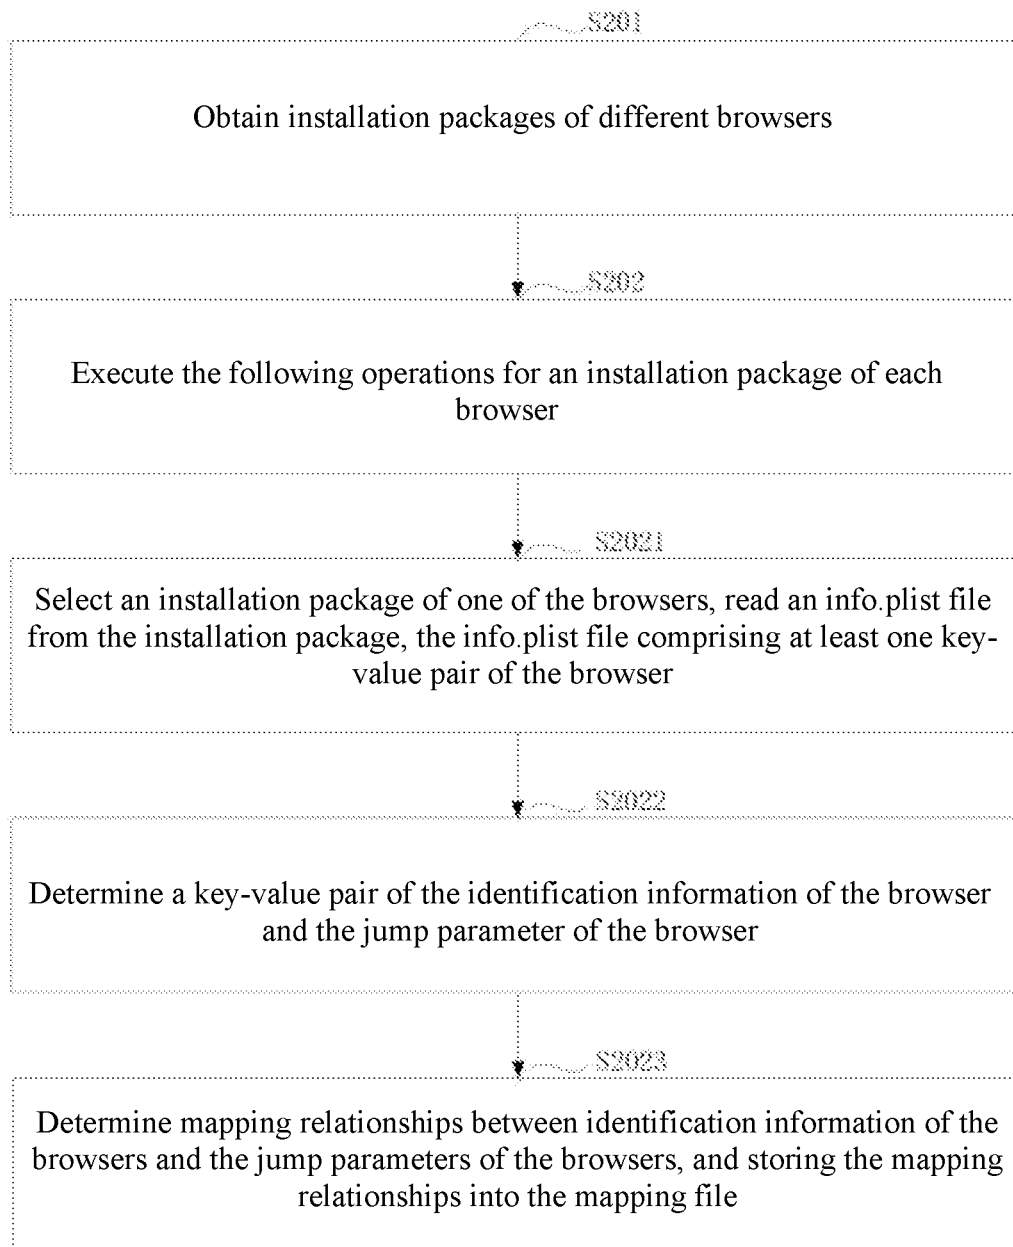 S201
Obtain installation packages of different browsers
S202
Execute the following operations for an installation package of each
browser
S2021
Select an installation package of one of the browsers, read an info.plist file
from the installation package, the info.plist file comprising at least one key-
value pair of the browser
S2022
Determine a key-value pair of the identification information of the browser
and the jump parameter of the browser
S2023
Determine mapping relationships between identification information of the
browsers and the jump parameters of the browsers, and storing the mapping
relationships into the mapping file